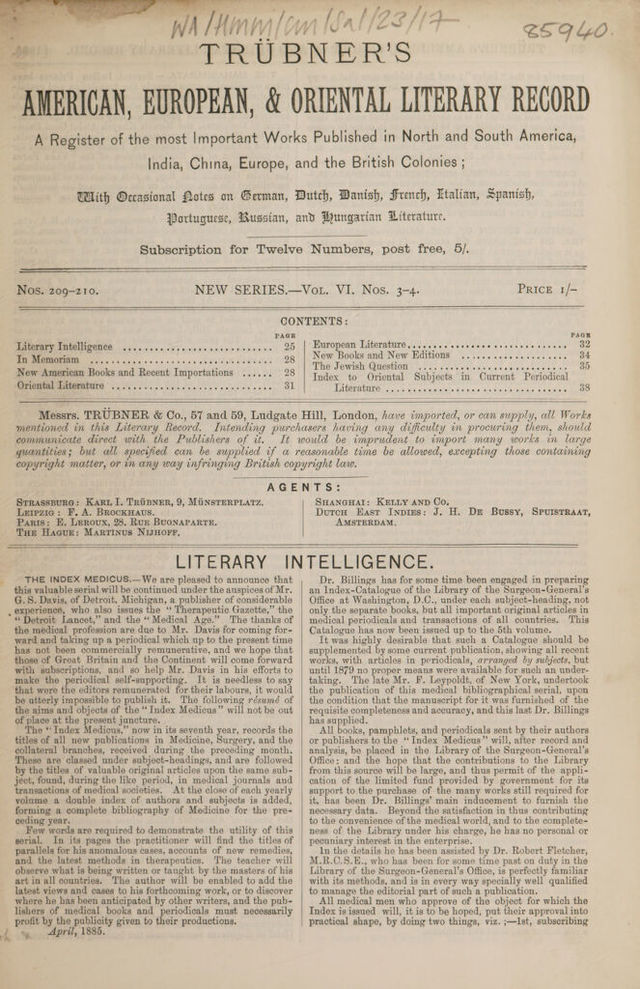 WA/Hmm/Cm/Sal/23/17
85940.
TRÜBNER'S
AMERICAN, EUROPEAN, & ORIENTAL LITERARY RECORD
A Register of the most Important Works Published in North and South America,
India, China, Europe, and the British Colonies;
With Occasional Notes on German, Dutch, Danish, French, Italian, Spanish,
Portuguese, Russian, and Hungarian Literature.
Subscription for Twelve Numbers, post free, 5/.
Nos. 209–210. NEW SERIES.—Vol. VI. Nos. 3–4. Price 1/–
CONTENTS:
PAGE
Literary Intelligence 25
In Memoriam 28
New American Books and Recent Importations 28
Oriental Literature 31
PAGE
European Literature 32
New Books and New Editions 34
The Jewish Question 35
Index to Oriental Subjects in Current Periodical
Literature 38
Messrs. TRÜBNER & Co., 57 and 59, Ludgate Hill, London, have imported, or can supply, all Works
mentioned in this Literary Record. Intending purchasers having any difficulty in procuring them, should
communicate direct with the Publishers of it. It would be imprudent to import many works in large
quantities; but all specified can be supplied if a reasonable time be allowed, excepting those containing
copyright matter, or in any way infringing British copyright law.
AGENTS:
Strassburg: Karl I. Trübner, 9, Münsterplatz.
Leipzig: F. A. Brockhaus.
Paris: E. Leroux, 28, Rue Buonaparte.
The Hague: Martinus Nijhoff.
Shanghai: Kelly and Co.
Dutch East Indies: J. H. De Bussy, Spuistraat,
Amsterdam.
LITERARY INTELLIGENCE.
THE INDEX MEDICUS.—We are pleased to announce that
this valuable serial will be continued under the auspices of Mr.
G. S. Davis, of Detroit, Michigan, a publisher of considerable
experience, who also issues the "Therapeutic Gazette," the
"Detroit Lancet," and the "Medical Age." The thanks of
the medical profession are due to Mr. Davis for coming for-
ward and taking up a periodical which up to the present time
has not been commercially remunerative, and we hope that
those of Great Britain and the Continent will come forward
with subscriptions, and so help Mr. Davis in his efforts to
make the periodical self-supporting. It is needless to say
that were the editors remunerated for their labours, it would
be utterly impossible to publish it. The following résumé of
the aims and objects of the "Index Medicus" will not be out
of place at the present juncture.
The "Index Medicus," now in its seventh year, records the
titles of all new publications in Medicine, Surgery, and the
collateral branches, received during the preceding month.
These are classed under subject-headings, and are followed
by the titles of valuable original articles upon the same sub-
ject, found, during the like period, in medical journals and
transactions of medical societies. At the close of each yearly
volume a double index of authors and subjects is added,
forming a complete bibliography of Medicine for the pre-
ceding year.
Few words are required to demonstrate the utility of this
serial. In its pages the practitioner will find the titles of
parallels for his anomalous cases, accounts of new remedies,
and the latest methods in therapeutics. The teacher will
observe what is being written or taught by the masters of his
art in all countries. The author will be enabled to add the
latest views and cases to his forthcoming work, or to discover
where he has been anticipated by other writers, and the pub-
lishers of medical books and periodicals must necessarily
profit by the publicity given to their productions.
April, 1885.
Dr. Billings has for some time been engaged in preparing
an Index-Catalogue of the Library of the Surgeon-General's
Office at Washington, D.C., under each subject-heading, not
only the separate books, but all important original articles in
medical periodicals and transactions of all countries. This
Catalogue has now been issued up to the 5th volume.
It was highly desirable that such a Catalogue should be
supplemented by some current publication, showing all recent
works, with articles in periodicals, arranged by subjects, but
until 1879 no proper means were available for such an under-
taking. The late Mr. F. Leypoldt, of New York, undertook
the publication of this medical bibliographical serial, upon
the condition that the manuscript for it was furnished of the
requisite completeness and accuracy, and this last Dr. Billings
has supplied.
All books, pamphlets, and periodicals sent by their authors
or publishers to the "Index Medicus" will, after record and
analysis, be placed in the Library of the Surgeon-General's
Office: and the hope that the contributions to the Library
from this source will be large, and thus permit of the appli-
cation of the limited fund provided by government for its
support to the purchase of the many works still required for
it, has been Dr. Billings' main inducement to furnish the
necessary data. Beyond the satisfaction in thus contributing
to the convenience of the medical world, and to the complete-
ness of the Library under his charge, he has no personal or
pecuniary interest in the enterprise.
In the details he has been assisted by Dr. Robert Fletcher,
M.R.C.S.E., who has been for some time past on duty in the
Library of the Surgeon-General's Office, is perfectly familiar
with its methods, and is in every way specially well qualified
to manage the editorial part of such a publication.
All medical men who approve of the object for which the
Index is issued will, it is to be hoped, put their approval into
practical shape, by doing two things, viz. ;—1st, subscribing